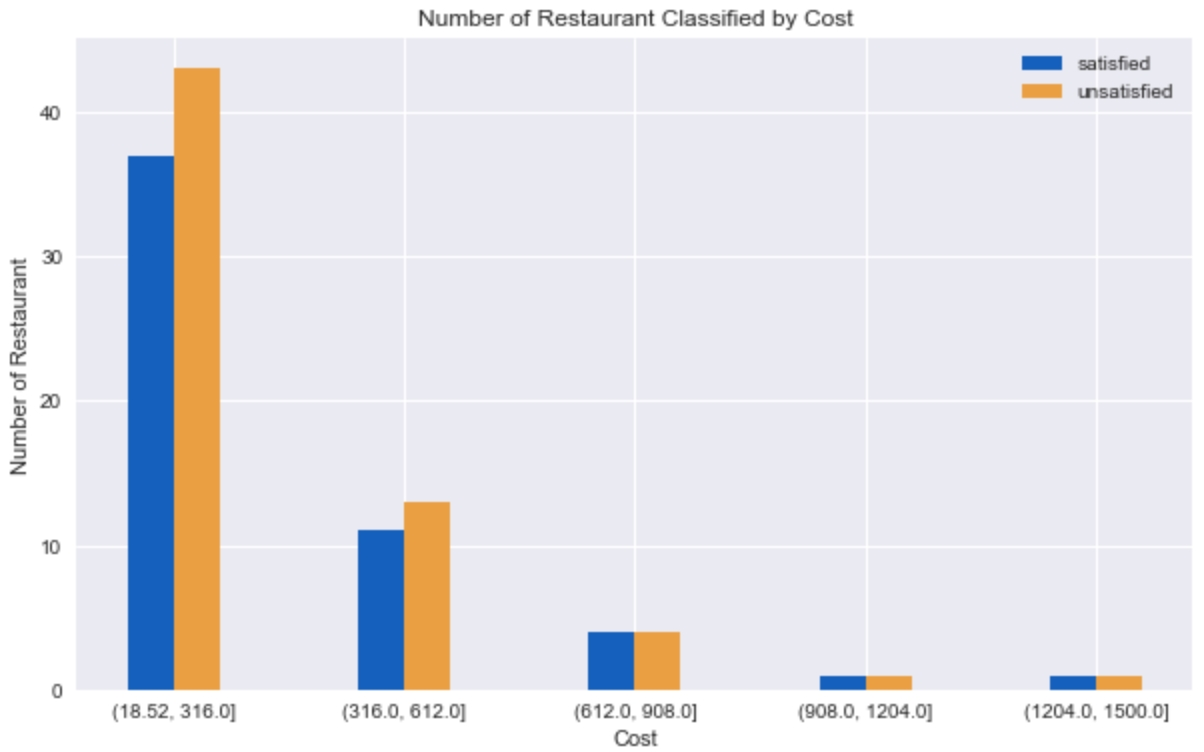 Number of Restaurant Classified by Cost
satisfied
unsatisfied
40
30
20
10
0
Number of Restaurant
(18.52, 316.0]
(316.0, 612.0]
(612.0, 908.0]
(908.0, 1204.0]
(1204.0, 1500.0]
Cost